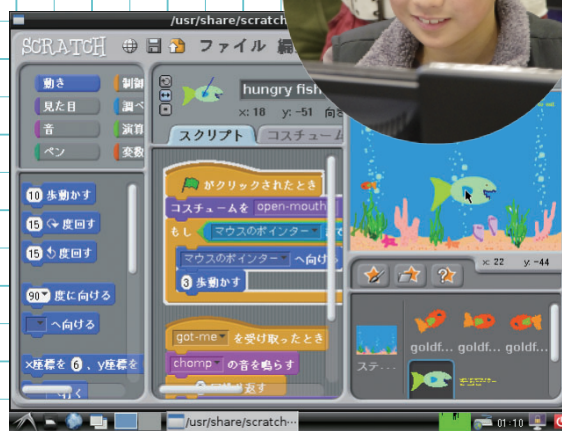 /usr/share/scratch
SCRATCH ファイル
動き 制御
見た目 調べ
音 演算
ペン 変数
hungry fish
x: 18 y: -51 向き
スクリプト コスチューム
10 歩動かす
15 度回す
15 度回す
90 度に向ける
へ向ける
x座標を 6 、y座標を
がクリックされたとき
コスチュームを open-mouth
もし マウスのポインター まで
マウスのポインター へ向ける
3 歩動かす
got-me を受け取ったとき
chomp の音を鳴らす
x: 22 y: -44
goldf... goldf... goldf...
ステ...
/usr/share/scratch...
01:10